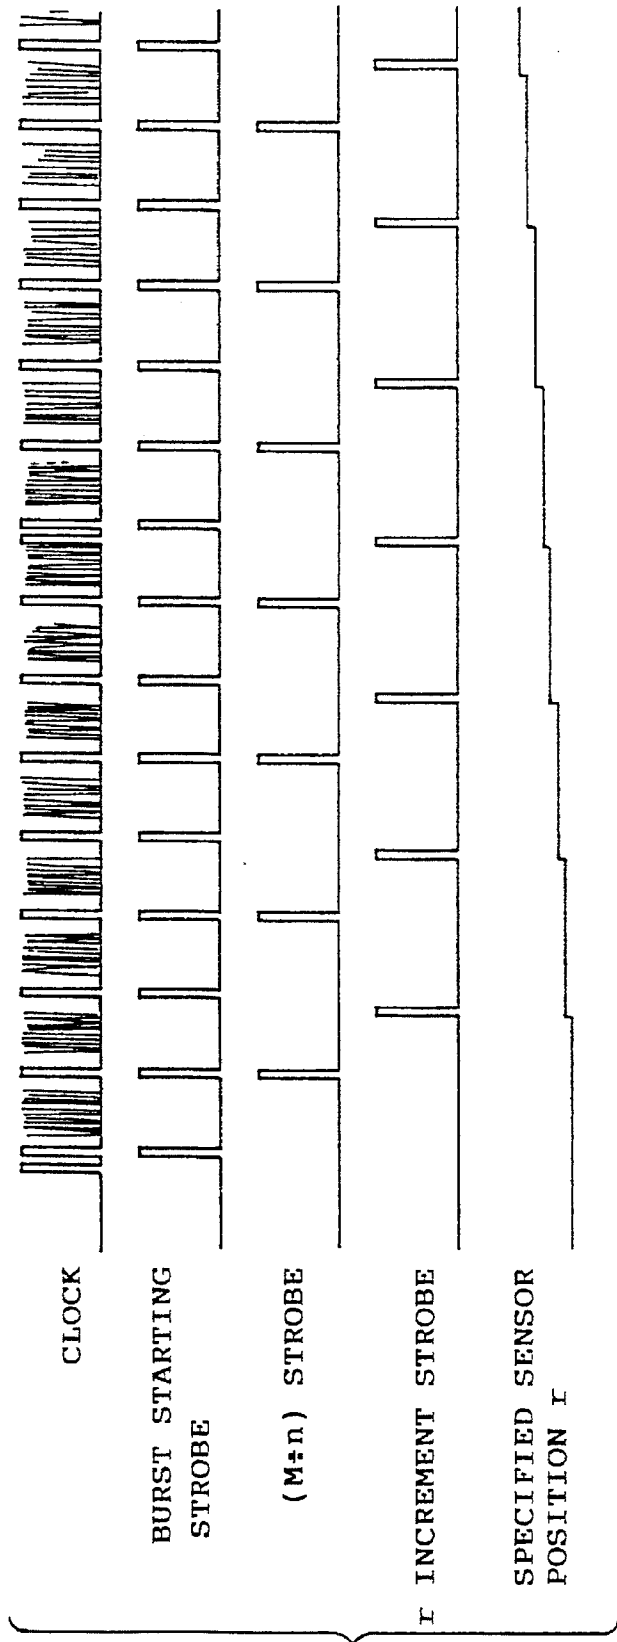 CLOCK
BURST STARTING
STROBE
(M÷n) STROBE
r INCREMENT STROBE
SPECIFIED SENSOR
POSITION r